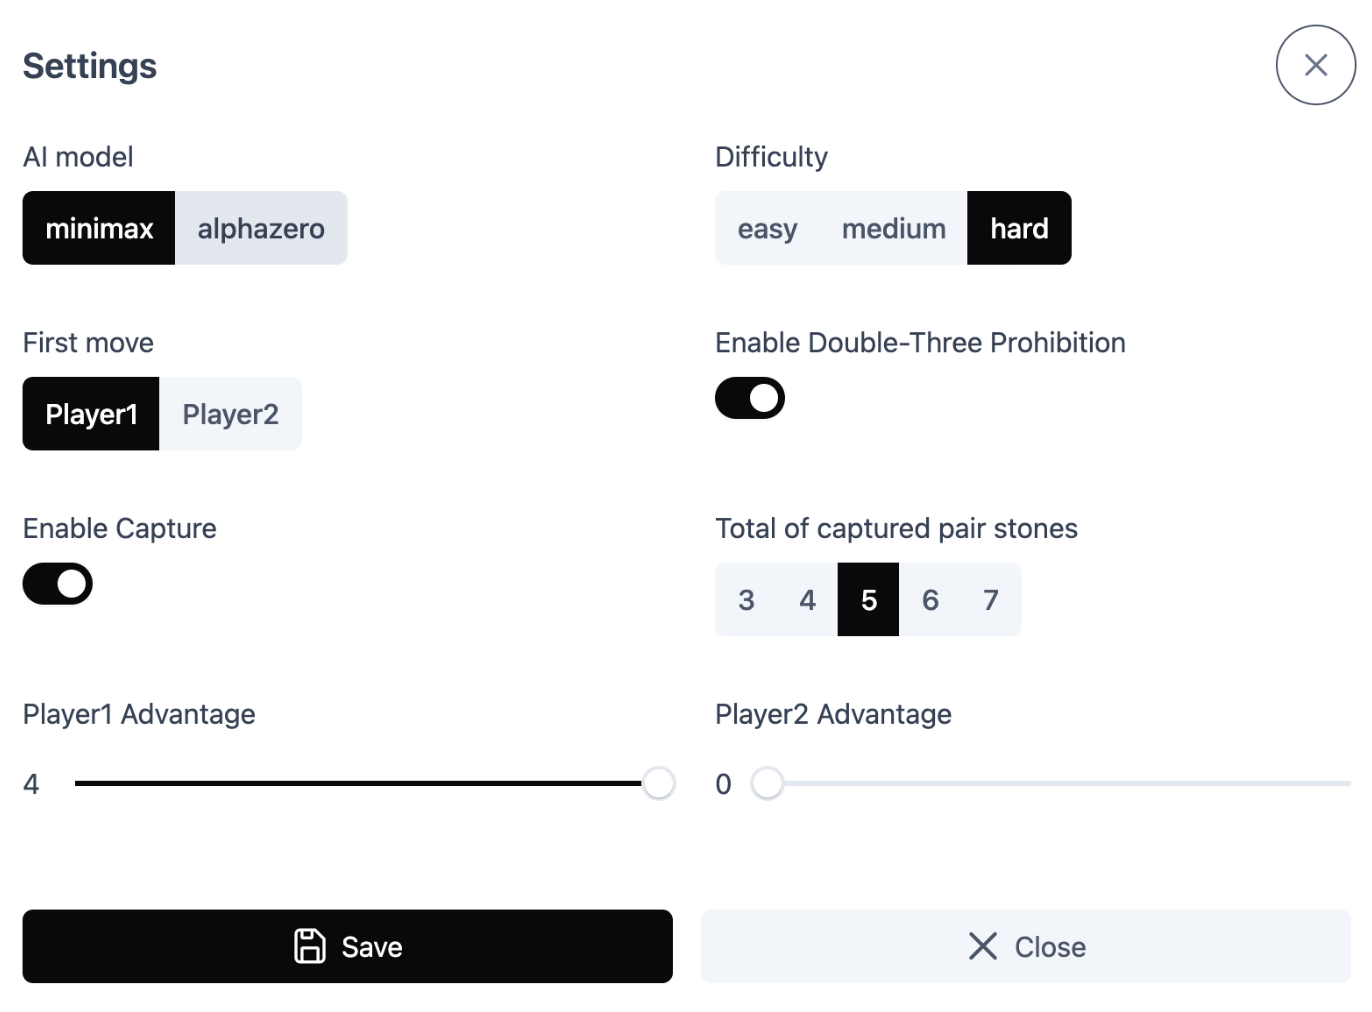 Settings
AI model
minimax alphazero
Difficulty
easy medium hard
First move
Player1 Player2
Enable Double-Three Prohibition
Enable Capture
Total of captured pair stones
3 4 5 6 7
Player1 Advantage
4
Player2 Advantage
0
Save
Close